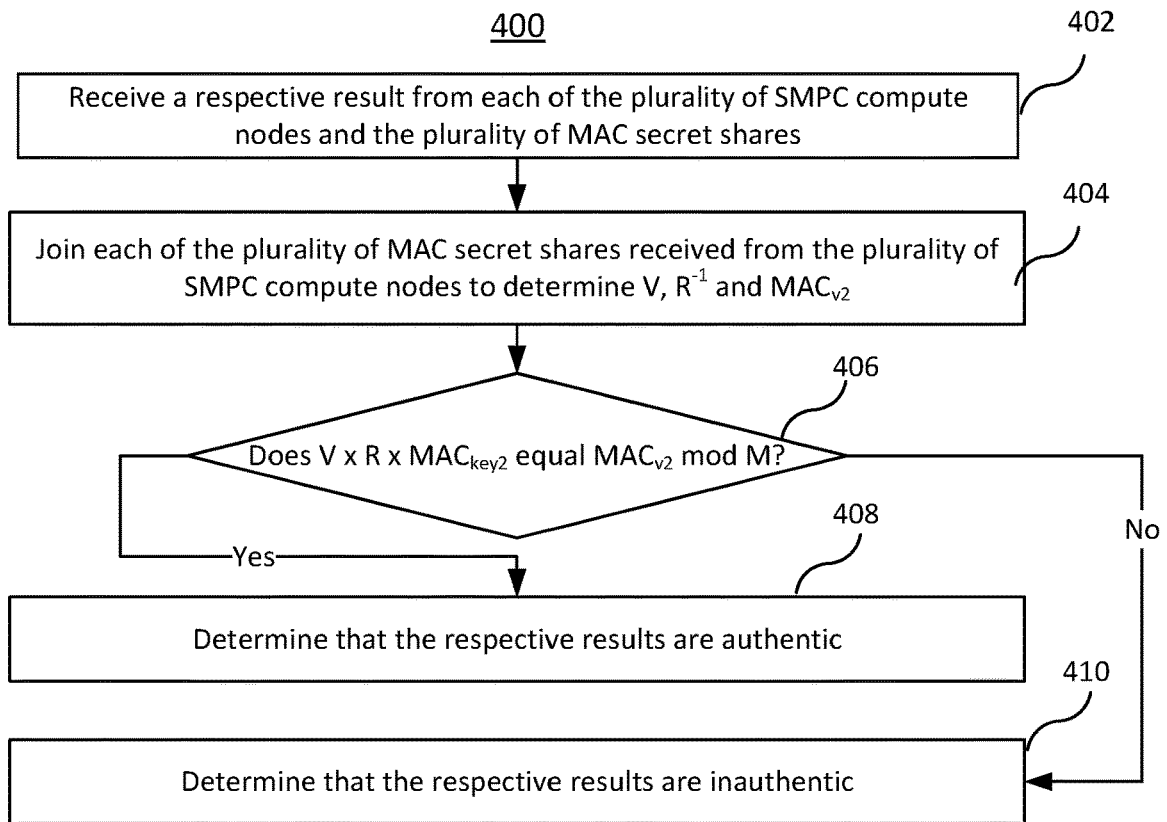 400
402
Receive a respective result from each of the plurality of SMPC compute
nodes and the plurality of MAC secret shares
404
Join each of the plurality of MAC secret shares received from the plurality of
SMPC compute nodes to determine V, R⁻¹ and MACᵥ₂
406
Does V x R x MACₖₑᵧ₂ equal MACᵥ₂ mod M?
408
No
Yes
Determine that the respective results are authentic
410
Determine that the respective results are inauthentic